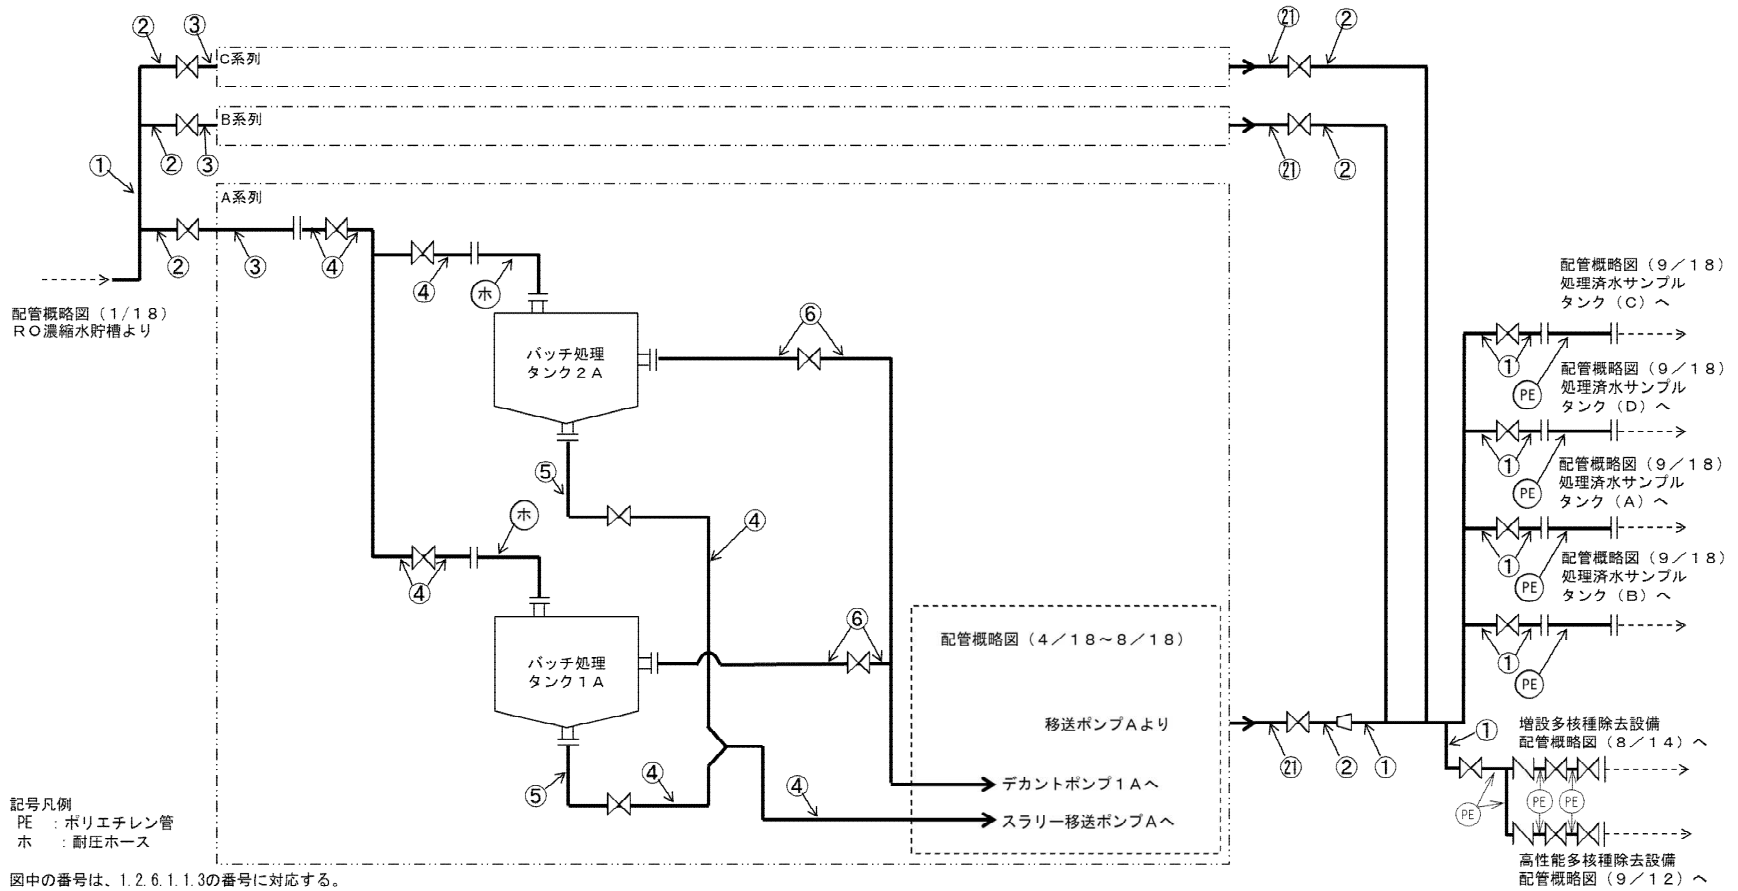 ② ③ ㉑ ②
C系列
B系列
② ③ ㉑ ②
①
A系列
② ③ ④ ④ ホ
配管概略図（1/18）
RO濃縮水貯槽より
バッチ処理
タンク2A
⑥
⑤
④
ホ
④
バッチ処理
タンク1A
⑥
⑤
④
④
配管概略図（4／18～8／18）
移送ポンプAより
デカントポンプ1Aへ
スラリー移送ポンプAへ
㉑ ② ①
配管概略図（9／18）
処理済水サンプル
タンク（C）へ
①
PE
配管概略図（9／18）
処理済水サンプル
タンク（D）へ
①
PE
配管概略図（9／18）
処理済水サンプル
タンク（A）へ
①
PE
配管概略図（9／18）
処理済水サンプル
タンク（B）へ
①
PE
①
増設多核種除去設備
配管概略図（8／14）へ
PE PE PE
高性能多核種除去設備
配管概略図（9／12）へ
記号凡例
PE ：ポリエチレン管
ホ ：耐圧ホース
図中の番号は、1.2.6.1.1.3の番号に対応する。